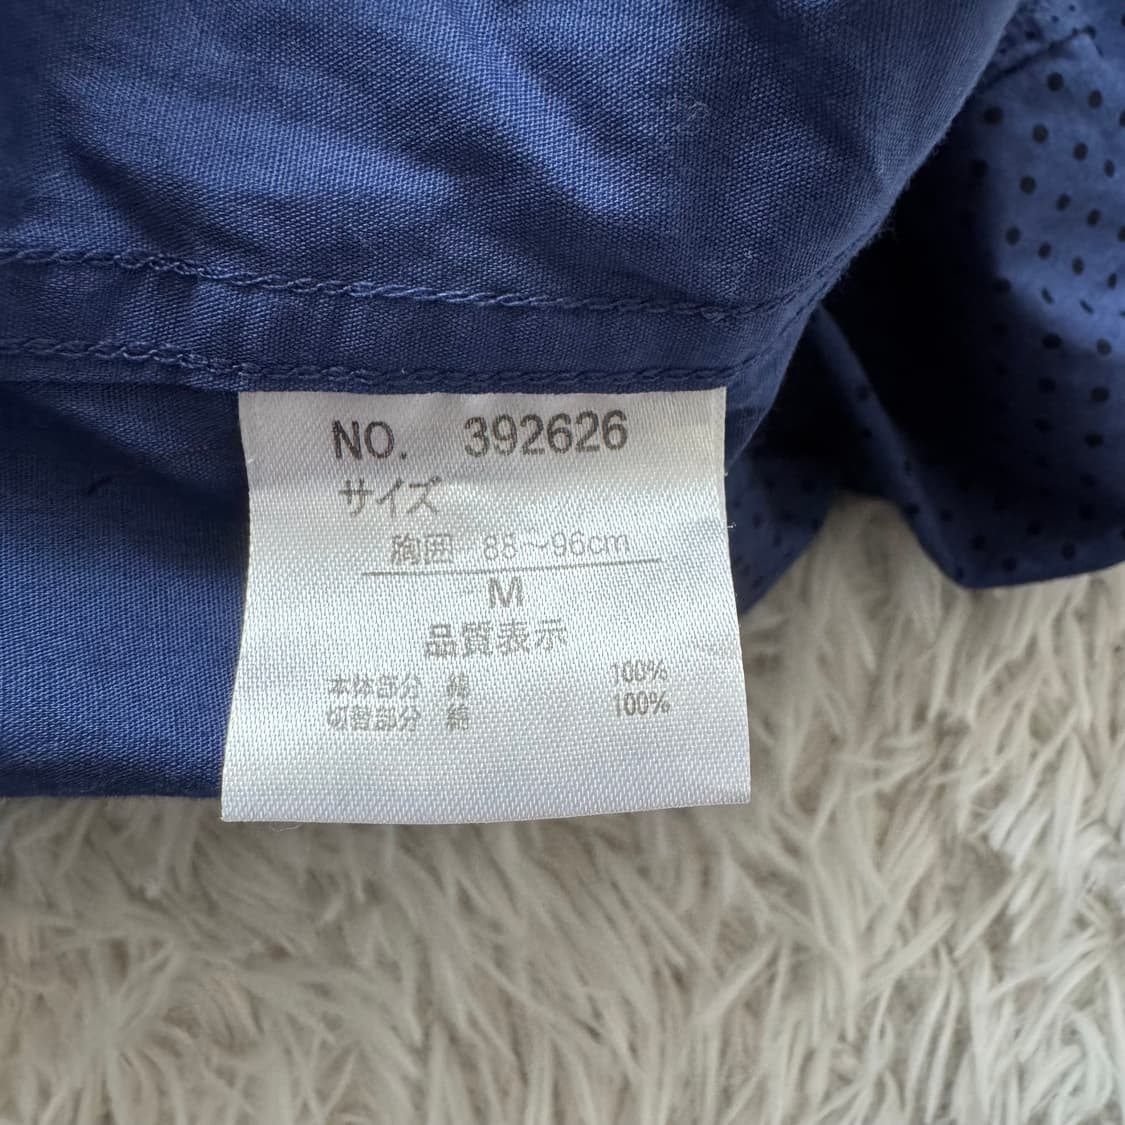 NO. 392626
サイズ
胸囲 88~96cm
M
品質表示
本体部分 綿 100%
切替部分 綿 100%